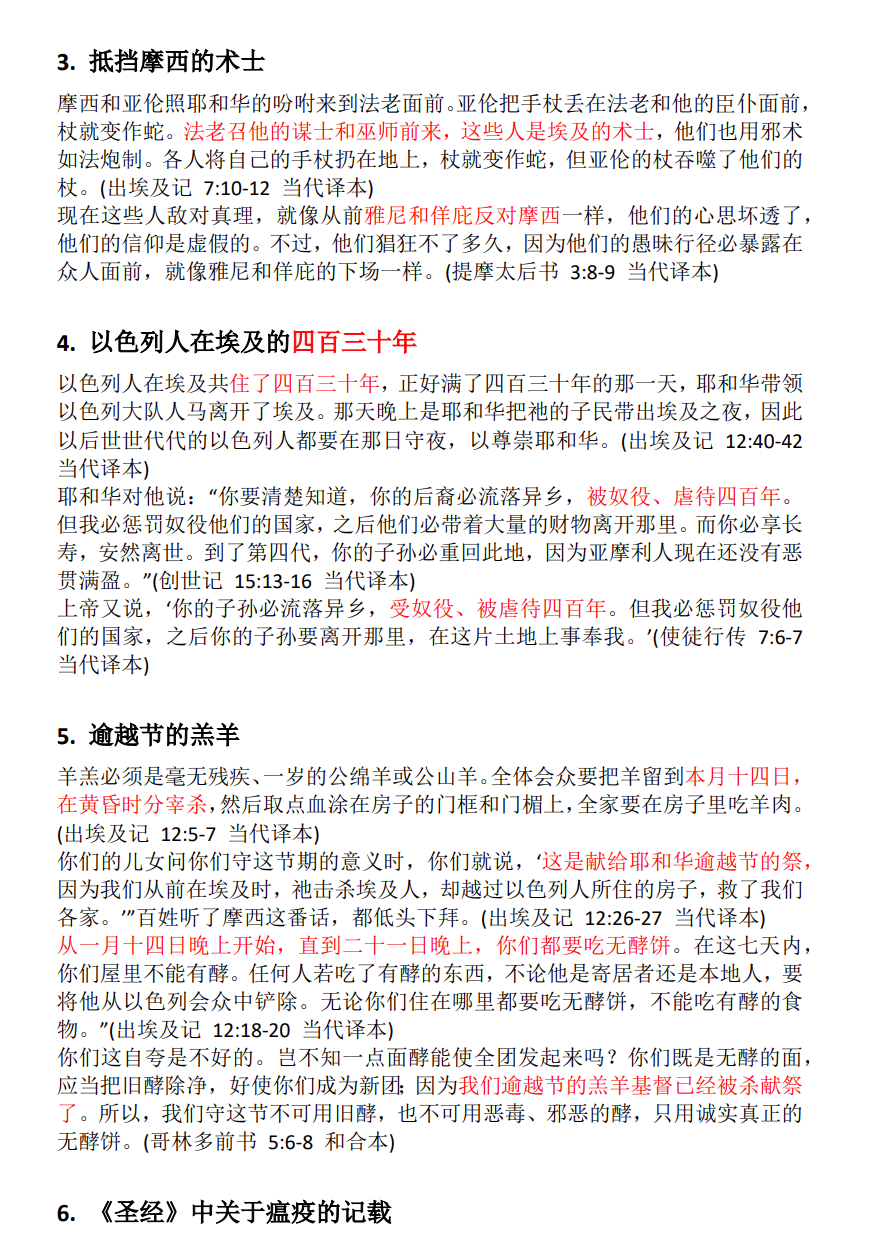 3. 抵挡摩西的术士
摩西和亚伦照耶和华的吩咐来到法老面前。亚伦把手杖丢在法老和他的臣仆面前，
杖就变作蛇。法老召他的谋士和巫师前来，这些人是埃及的术士，他们也用邪术
如法炮制。各人将自己的手杖扔在地上，杖就变作蛇，但亚伦的杖吞噬了他们的
杖。(出埃及记 7:10-12 当代译本)
现在这些人敌对真理，就像从前雅尼和佯庇反对摩西一样，他们的心思坏透了，
他们的信仰是虚假的。不过，他们猖狂不了多久，因为他们的愚昧行径必暴露在
众人面前，就像雅尼和佯庇的下场一样。(提摩太后书 3:8-9 当代译本)
4. 以色列人在埃及的四百三十年
以色列人在埃及共住了四百三十年，正好满了四百三十年的那一天，耶和华带领
以色列大队人马离开了埃及。那天晚上是耶和华把祂的子民带出埃及之夜，因此
以后世世代代的以色列人都要在那日守夜，以尊崇耶和华。(出埃及记 12:40-42
当代译本)
耶和华对他说：“你要清楚知道，你的后裔必流落异乡，被奴役、虐待四百年。
但我必惩罚奴役他们的国家，之后他们必带着大量的财物离开那里。而你必享长
寿，安然离世。到了第四代，你的子孙必重回此地，因为亚摩利人现在还没有恶
贯满盈。”(创世记 15:13-16 当代译本)
上帝又说，‘你的子孙必流落异乡，受奴役、被虐待四百年。但我必惩罚奴役他
们的国家，之后你的子孙要离开那里，在这片土地上事奉我。’(使徒行传 7:6-7
当代译本)
5. 逾越节的羔羊
羊羔必须是毫无残疾、一岁的公绵羊或公山羊。全体会众要把羊留到本月十四日，
在黄昏时分宰杀，然后取点血涂在房子的门框和门楣上，全家要在房子里吃羊肉。
(出埃及记 12:5-7 当代译本)
你们的儿女问你们守这节期的意义时，你们就说，‘这是献给耶和华逾越节的祭，
因为我们从前在埃及时，祂击杀埃及人，却越过以色列人所住的房子，救了我们
各家。’”百姓听了摩西这番话，都低头下拜。(出埃及记 12:26-27 当代译本)
从一月十四日晚上开始，直到二十一日晚上，你们都要吃无酵饼。在这七天内，
你们屋里不能有酵。任何人若吃了有酵的东西，不论他是寄居者还是本地人，要
将他从以色列会众中铲除。无论你们住在哪里都要吃无酵饼，不能吃有酵的食
物。”(出埃及记 12:18-20 当代译本)
你们这自夸是不好的。岂不知一点面酵能使全团发起来吗？你们既是无酵的面，
应当把旧酵除净，好使你们成为新团；因为我们逾越节的羔羊基督已经被杀献祭
了。所以，我们守这节不可用旧酵，也不可用恶毒、邪恶的酵，只用诚实真正的
无酵饼。(哥林多前书 5:6-8 和合本)
6. 《圣经》中关于瘟疫的记载